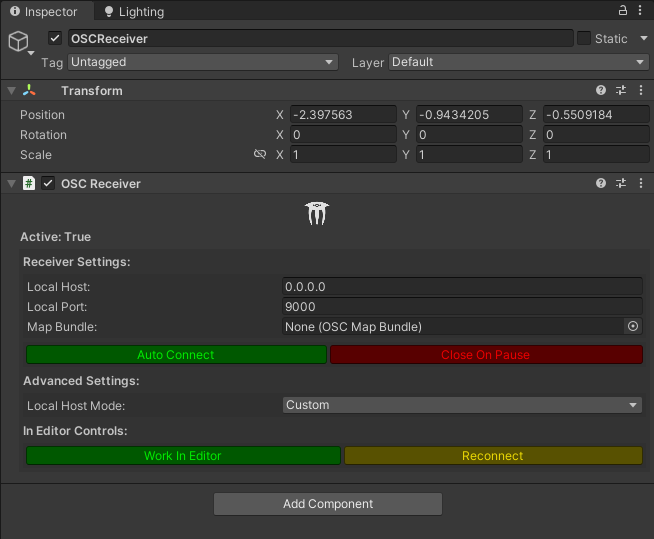 Inspector Lighting
OSCReceiver Static
Tag Untagged Layer Default
Transform
Position X -2.397563 Y -0.9434205 Z -0.5509184
Rotation X 0 Y 0 Z 0
Scale X 1 Y 1 Z 1
# OSC Receiver
Active: True
Receiver Settings:
Local Host: 0.0.0.0
Local Port: 9000
Map Bundle: None (OSC Map Bundle)
Auto Connect Close On Pause
Advanced Settings:
Local Host Mode: Custom
In Editor Controls:
Work In Editor Reconnect
Add Component